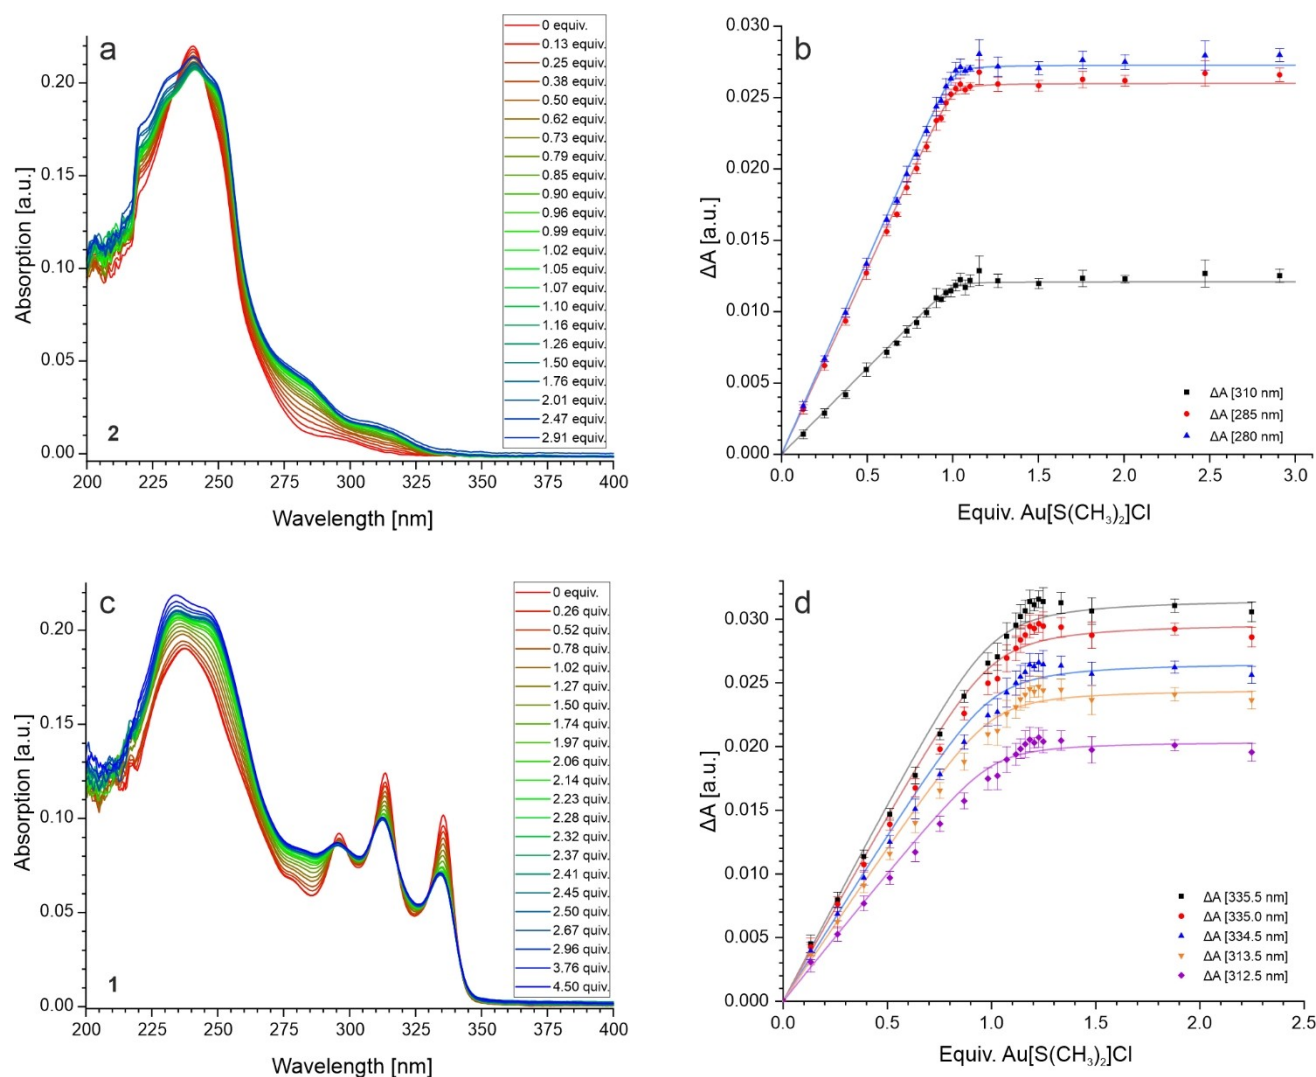 a
0 equiv.
0.13 equiv.
0.25 equiv.
0.38 equiv.
0.50 equiv.
0.62 equiv.
0.73 equiv.
0.79 equiv.
0.85 equiv.
0.90 equiv.
0.96 equiv.
0.99 equiv.
1.02 equiv.
1.05 equiv.
1.07 equiv.
1.10 equiv.
1.16 equiv.
1.26 equiv.
1.50 equiv.
1.76 equiv.
2.01 equiv.
2.47 equiv.
2.91 equiv.
0.20
0.15
0.10
0.05
0.00
Absorption [a.u.]
2
200 225 250 275 300 325 350 375 400
Wavelength [nm]
b
0.030
0.025
0.020
0.015
0.010
0.005
0.000
ΔA [a.u.]
ΔA [310 nm]
ΔA [285 nm]
ΔA [280 nm]
0.0 0.5 1.0 1.5 2.0 2.5 3.0
Equiv. Au[S(CH₃)₂]Cl
c
0 equiv.
0.26 quiv.
0.52 quiv.
0.78 quiv.
1.02 quiv.
1.27 quiv.
1.50 quiv.
1.74 quiv.
1.97 quiv.
2.06 quiv.
2.14 quiv.
2.23 quiv.
2.28 quiv.
2.32 quiv.
2.37 quiv.
2.41 quiv.
2.45 quiv.
2.50 quiv.
2.67 quiv.
2.96 quiv.
3.76 quiv.
4.50 quiv.
0.20
0.15
0.10
0.05
0.00
Absorption [a.u.]
1
200 225 250 275 300 325 350 375 400
Wavelength [nm]
d
0.030
0.025
0.020
0.015
0.010
0.005
0.000
ΔA [a.u.]
ΔA [335.5 nm]
ΔA [335.0 nm]
ΔA [334.5 nm]
ΔA [313.5 nm]
ΔA [312.5 nm]
0.0 0.5 1.0 1.5 2.0 2.5
Equiv. Au[S(CH₃)₂]Cl